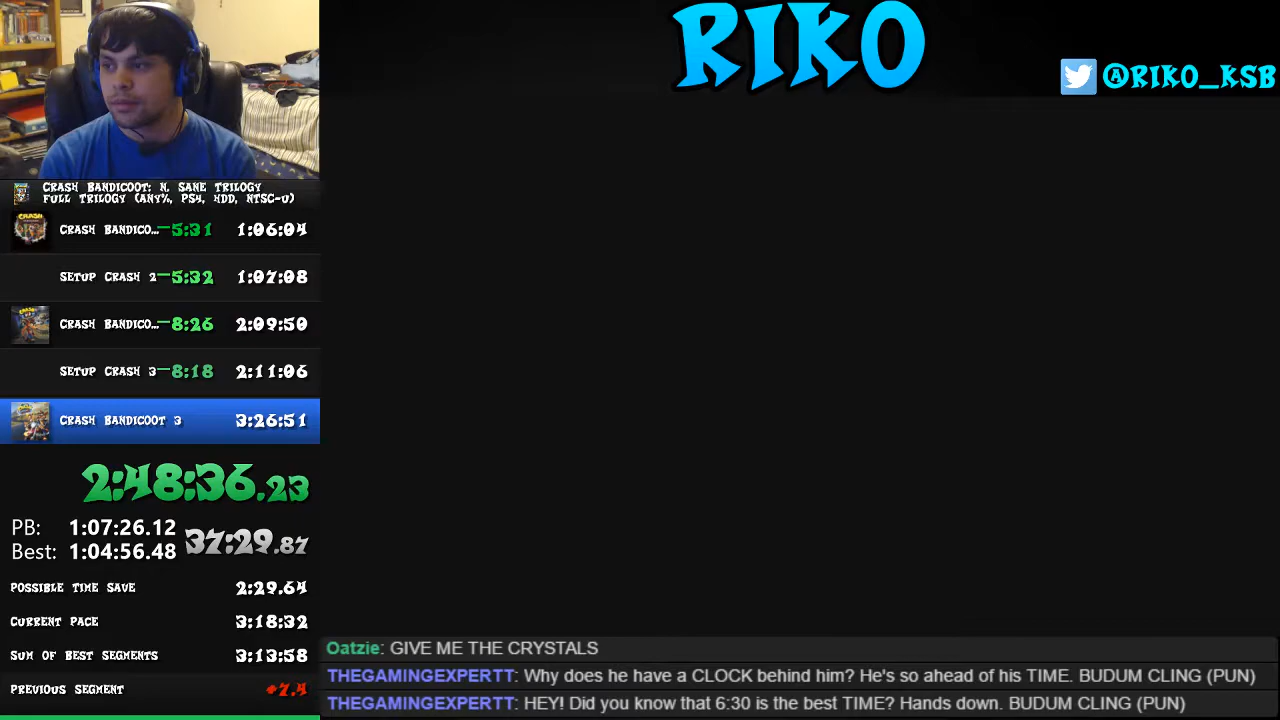 RIKO
@RIKO_KSB
CRASH BANDICOOT: N. SANE TRILOGY
FULL TRILOGY (ANY%, PS4, HDD, NTSC-U)
CRASH BANDICO... -5:31 1:06:04
SETUP CRASH 2 -5:32 1:07:08
CRASH BANDICO... -8:26 2:09:50
SETUP CRASH 3 -8:18 2:11:06
CRASH BANDICOOT 3 3:26:51
2:48:36.23
PB: 1:07:26.12 37:29.87
Best: 1:04:56.48
POSSIBLE TIME SAVE 2:29.64
CURRENT PACE 3:18:32
SUM OF BEST SEGMENTS 3:13:58
PREVIOUS SEGMENT +7.4
Oatzie: GIVE ME THE CRYSTALS
THEGAMINGEXPERTT: Why does he have a CLOCK behind him? He's so ahead of his TIME. BUDUM CLING (PUN)
THEGAMINGEXPERTT: HEY! Did you know that 6:30 is the best TIME? Hands down. BUDUM CLING (PUN)